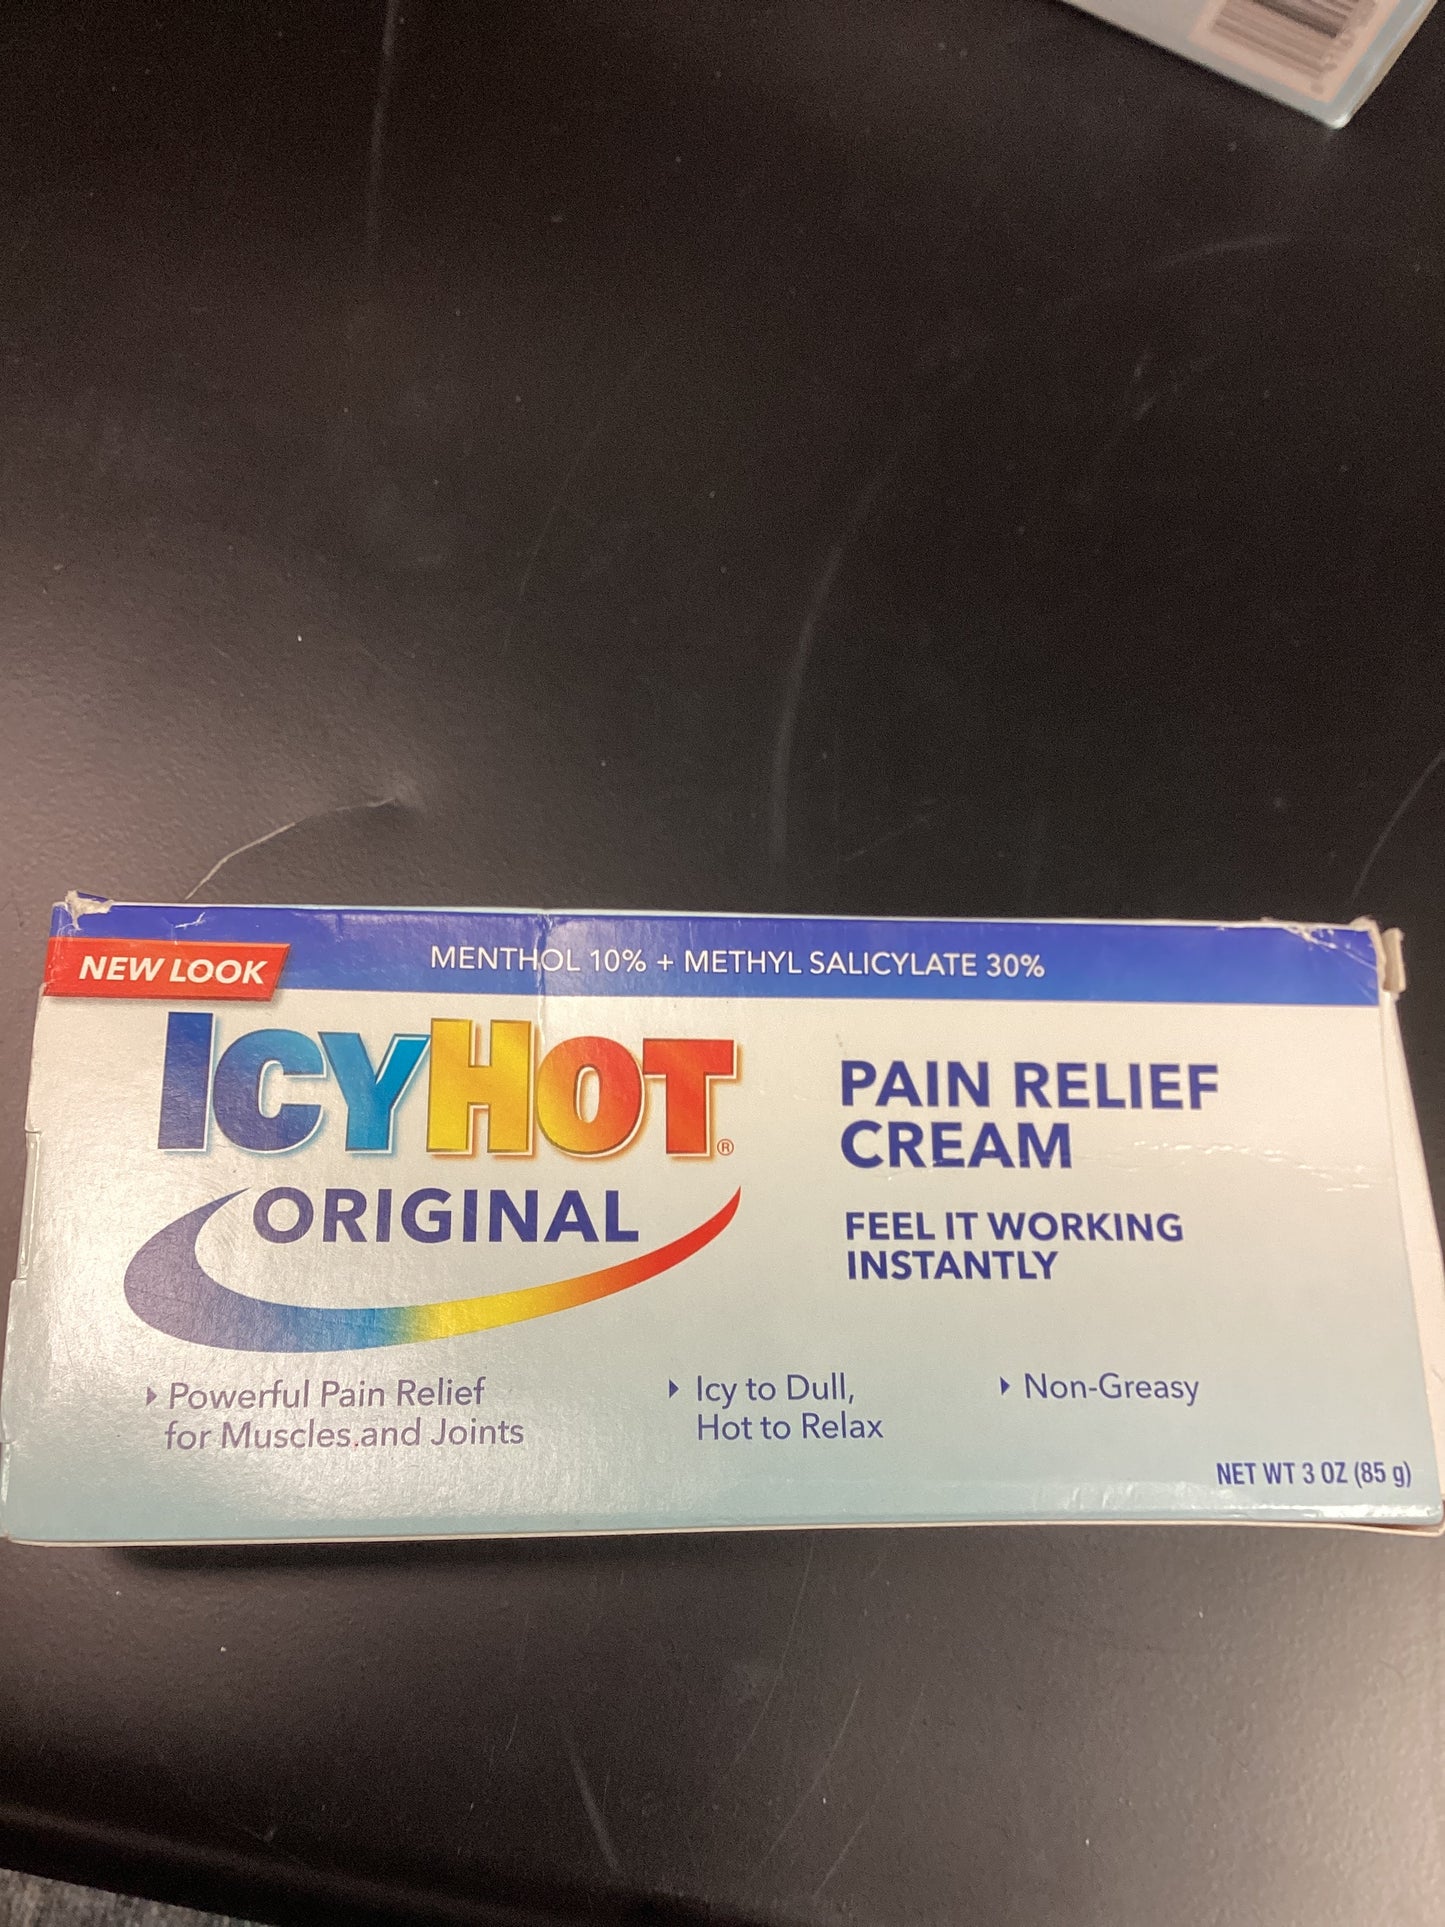 NEW LOOK
MENTHOL 10% + METHYL SALICYLATE 30%
ICYHOT®
ORIGINAL
PAIN RELIEF
CREAM
FEEL IT WORKING
INSTANTLY
Powerful Pain Relief
for Muscles and Joints
Icy to Dull,
Hot to Relax
Non-Greasy
NET WT 3 OZ (85 g)